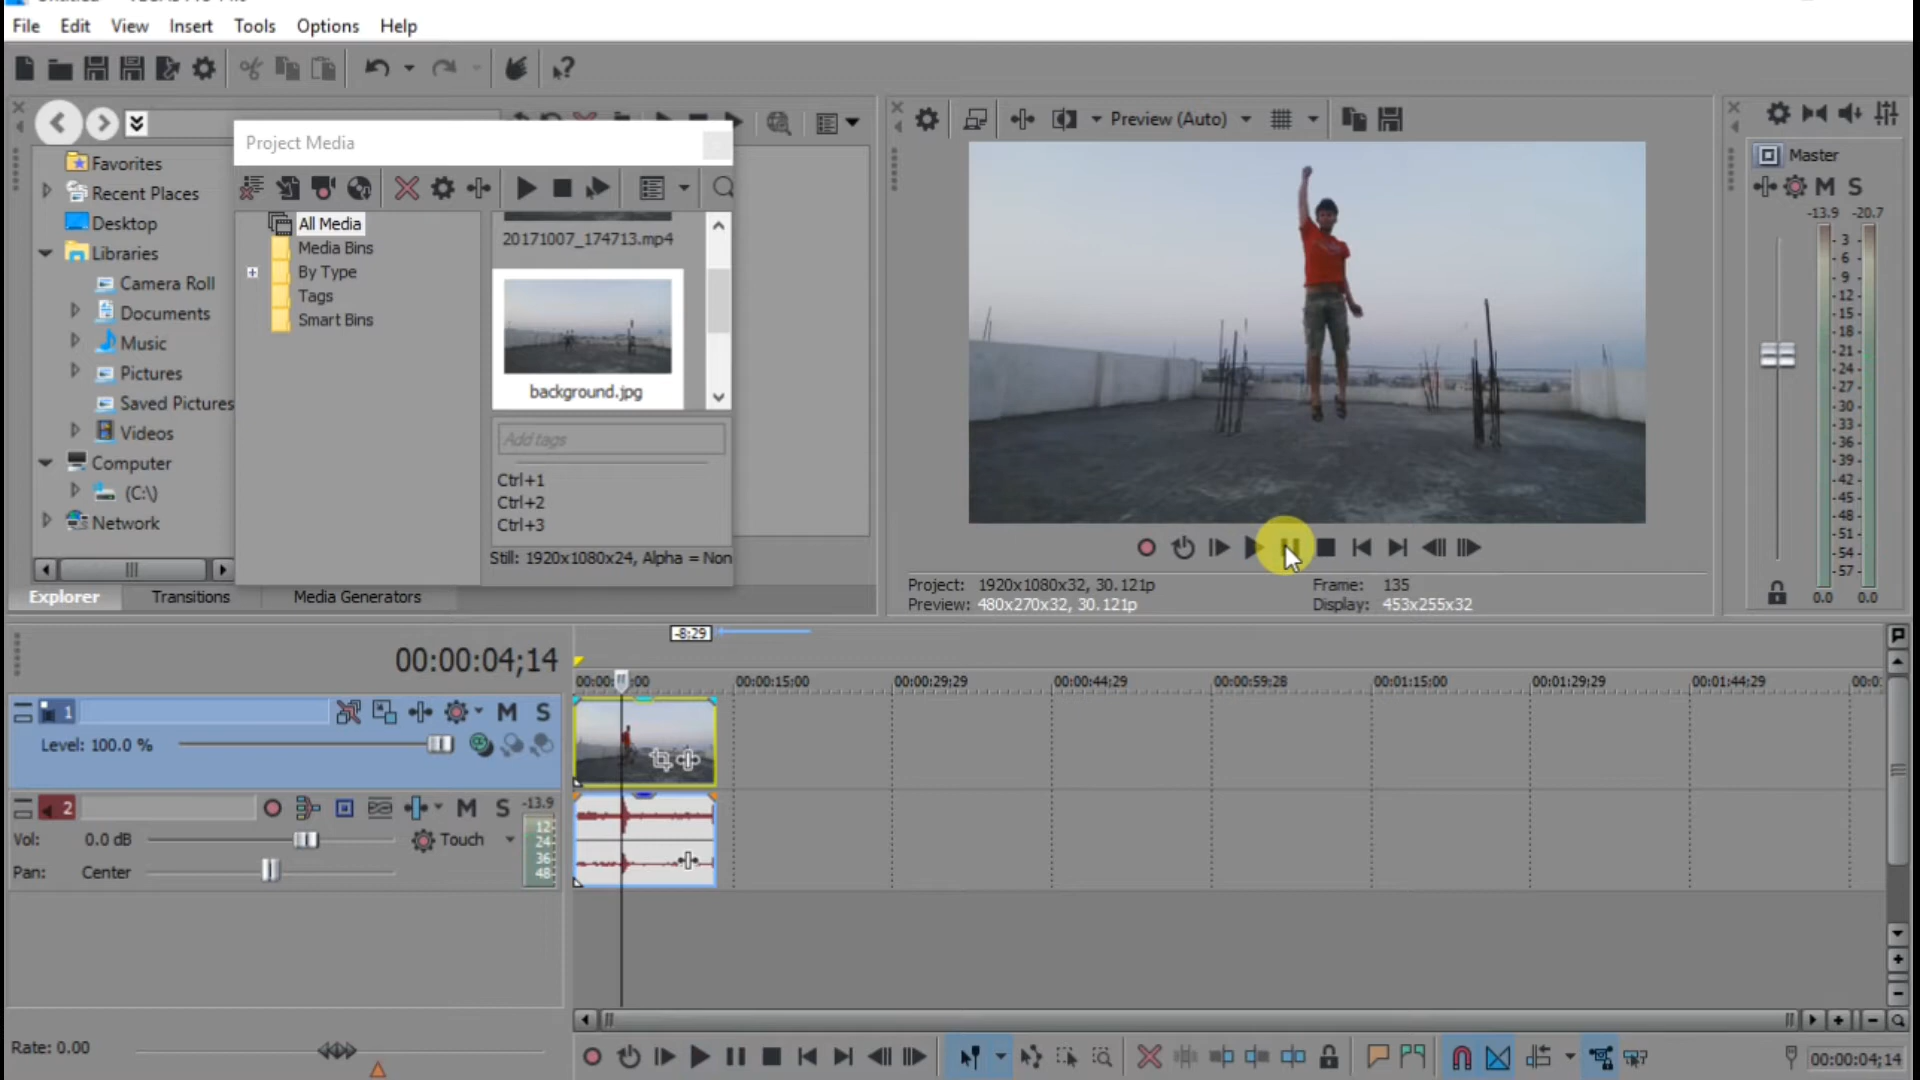 File Edit View Insert Tools Options Help
Preview (Auto)
Project Media
Favorites
Recent Places
Desktop
Libraries
Camera Roll
Documents
Music
Pictures
Saved Pictures
Videos
Computer
(C:\)
Network
All Media
Media Bins
By Type
Tags
Smart Bins
20171007_174713.mp4
background.jpg
Add tags
Ctrl+1
Ctrl+2
Ctrl+3
Still: 1920x1080x24, Alpha = Non
Explorer Transitions Media Generators
Project: 1920x1080x32, 30.121p Frame: 135
Preview: 480x270x32, 30.121p Display: 453x255x32
Master
M S
-13.9 -20.7
3
6
9
12
15
18
21
24
27
30
33
36
39
42
45
48
51
54
57
0.0 0.0
-8;29
00:00:04;14
00:00:15;00 00:00:29;29 00:00:44;29 00:00:59;28 00:01:15;00 00:01:29;29 00:01:44;29
1 M S
Level: 100.0 %
2 M S -13.9
Vol: 0.0 dB Touch
Pan: Center
12
24
36
48
Rate: 0.00
00:00:04;14